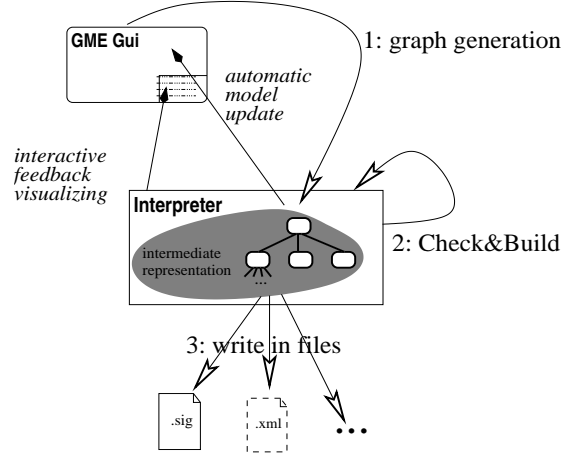 GME Gui
1: graph generation
automatic
model
update
interactive
feedback
visualizing
Interpreter
2: Check&Build
intermediate
representation
...
3: write in files
.sig
.xml
...